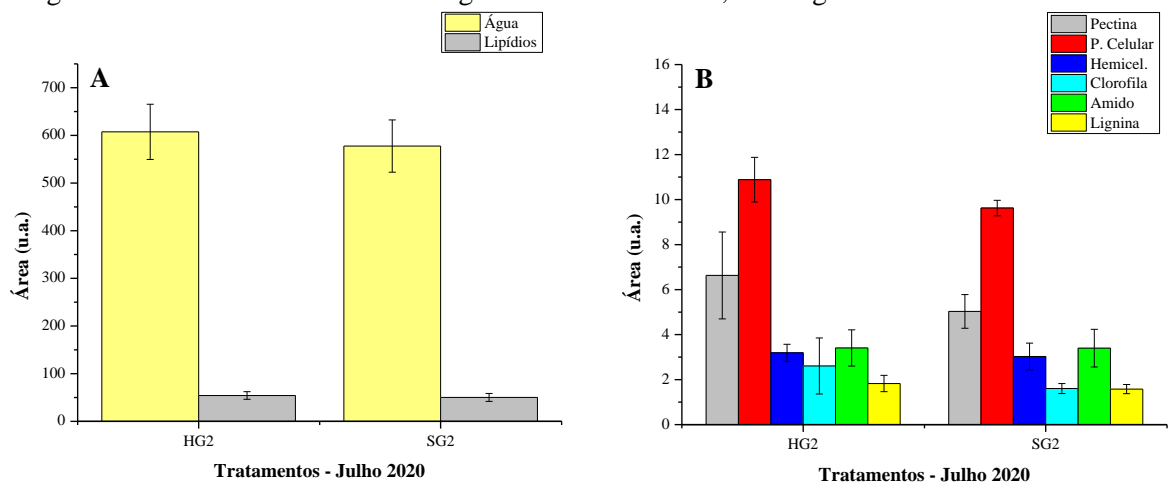 Água
Lipídios
A
700
600
500
400
300
200
100
0
Área (u.a.)
HG2
SG2
Tratamentos - Julho 2020
Pectina
P. Celular
Hemicel.
Clorofila
Amido
Lignina
B
16
14
12
10
8
6
4
2
0
Área (u.a.)
HG2
SG2
Tratamentos - Julho 2020